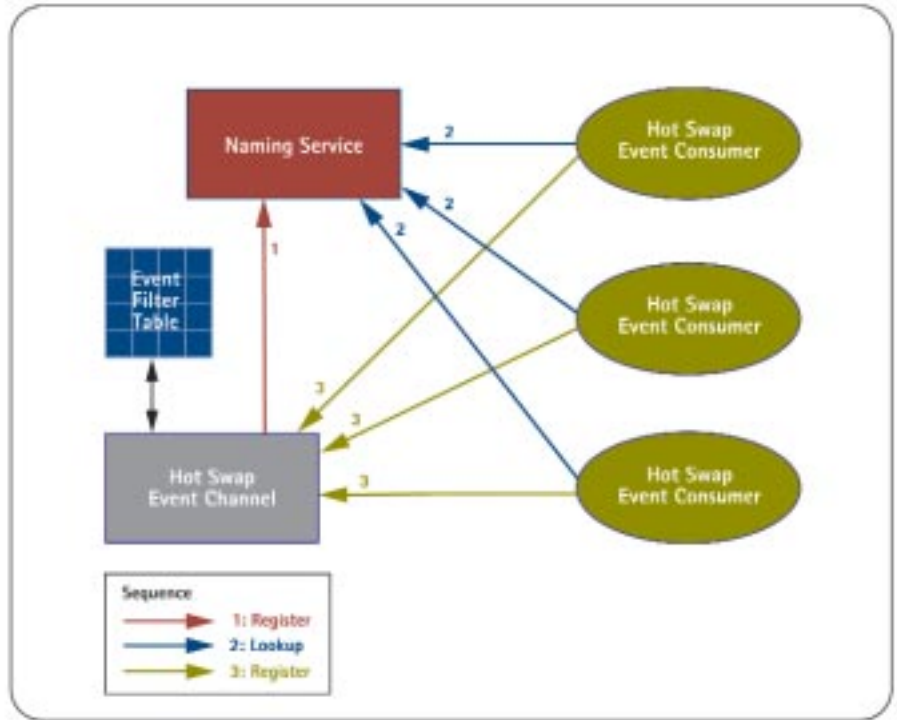 Naming Service
2
Hot Swap
Event Consumer
2
2
1
Event
Filter
Table
Hot Swap
Event Consumer
3
3
3
Hot Swap
Event Channel
Hot Swap
Event Consumer
Sequence
1: Register
2: Lookup
3: Register